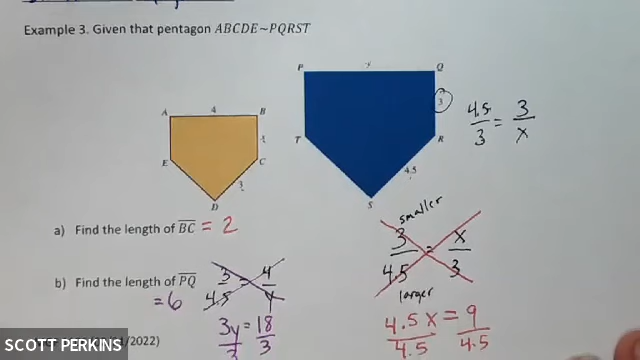 Example 3. Given that pentagon ABCDE~PQRST
P y Q
3
A 4 B
x
T R
E C
3
4.5
D
S
4.5/3 = 3/x
a) Find the length of BC = 2
smaller
3/4.5 = x/3
larger
b) Find the length of PQ
= 6
3/4.5 = 4/y
3y = 18
3 3
4.5x = 9
4.5 4.5
SCOTT PERKINS
/2022)